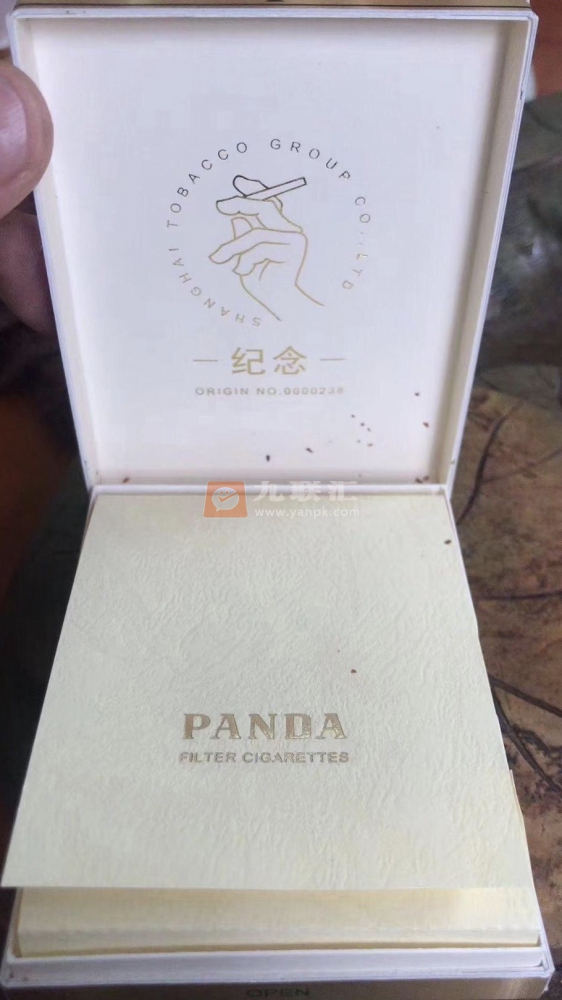 SHANGHAI TOBACCO GROUP CO.,LTD
纪念
ORIGIN NO.0000238
九联汇
www.yanpk.com
PANDA
FILTER CIGARETTES
OPEN